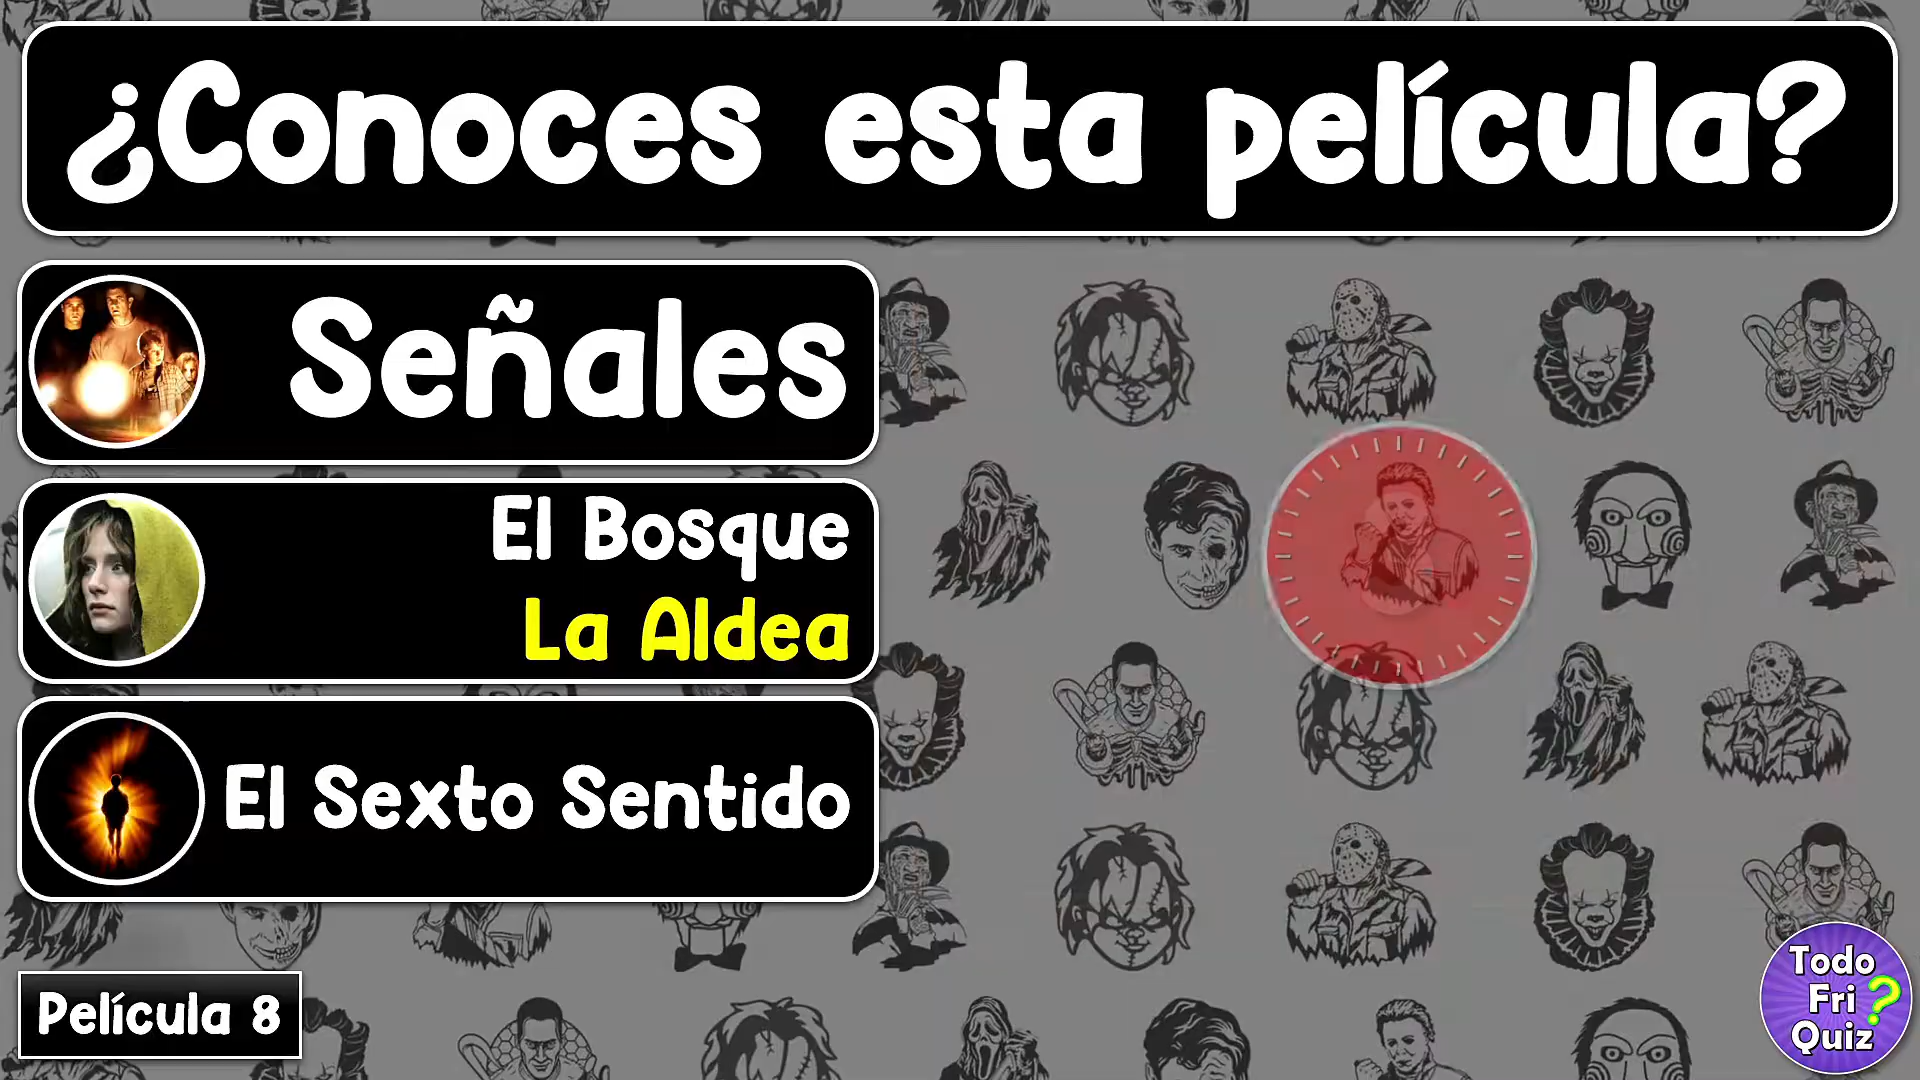 ¿Conoces esta película?
Señales
El Bosque
La Aldea
El Sexto Sentido
Película 8
Todo
Fri ?
Quiz